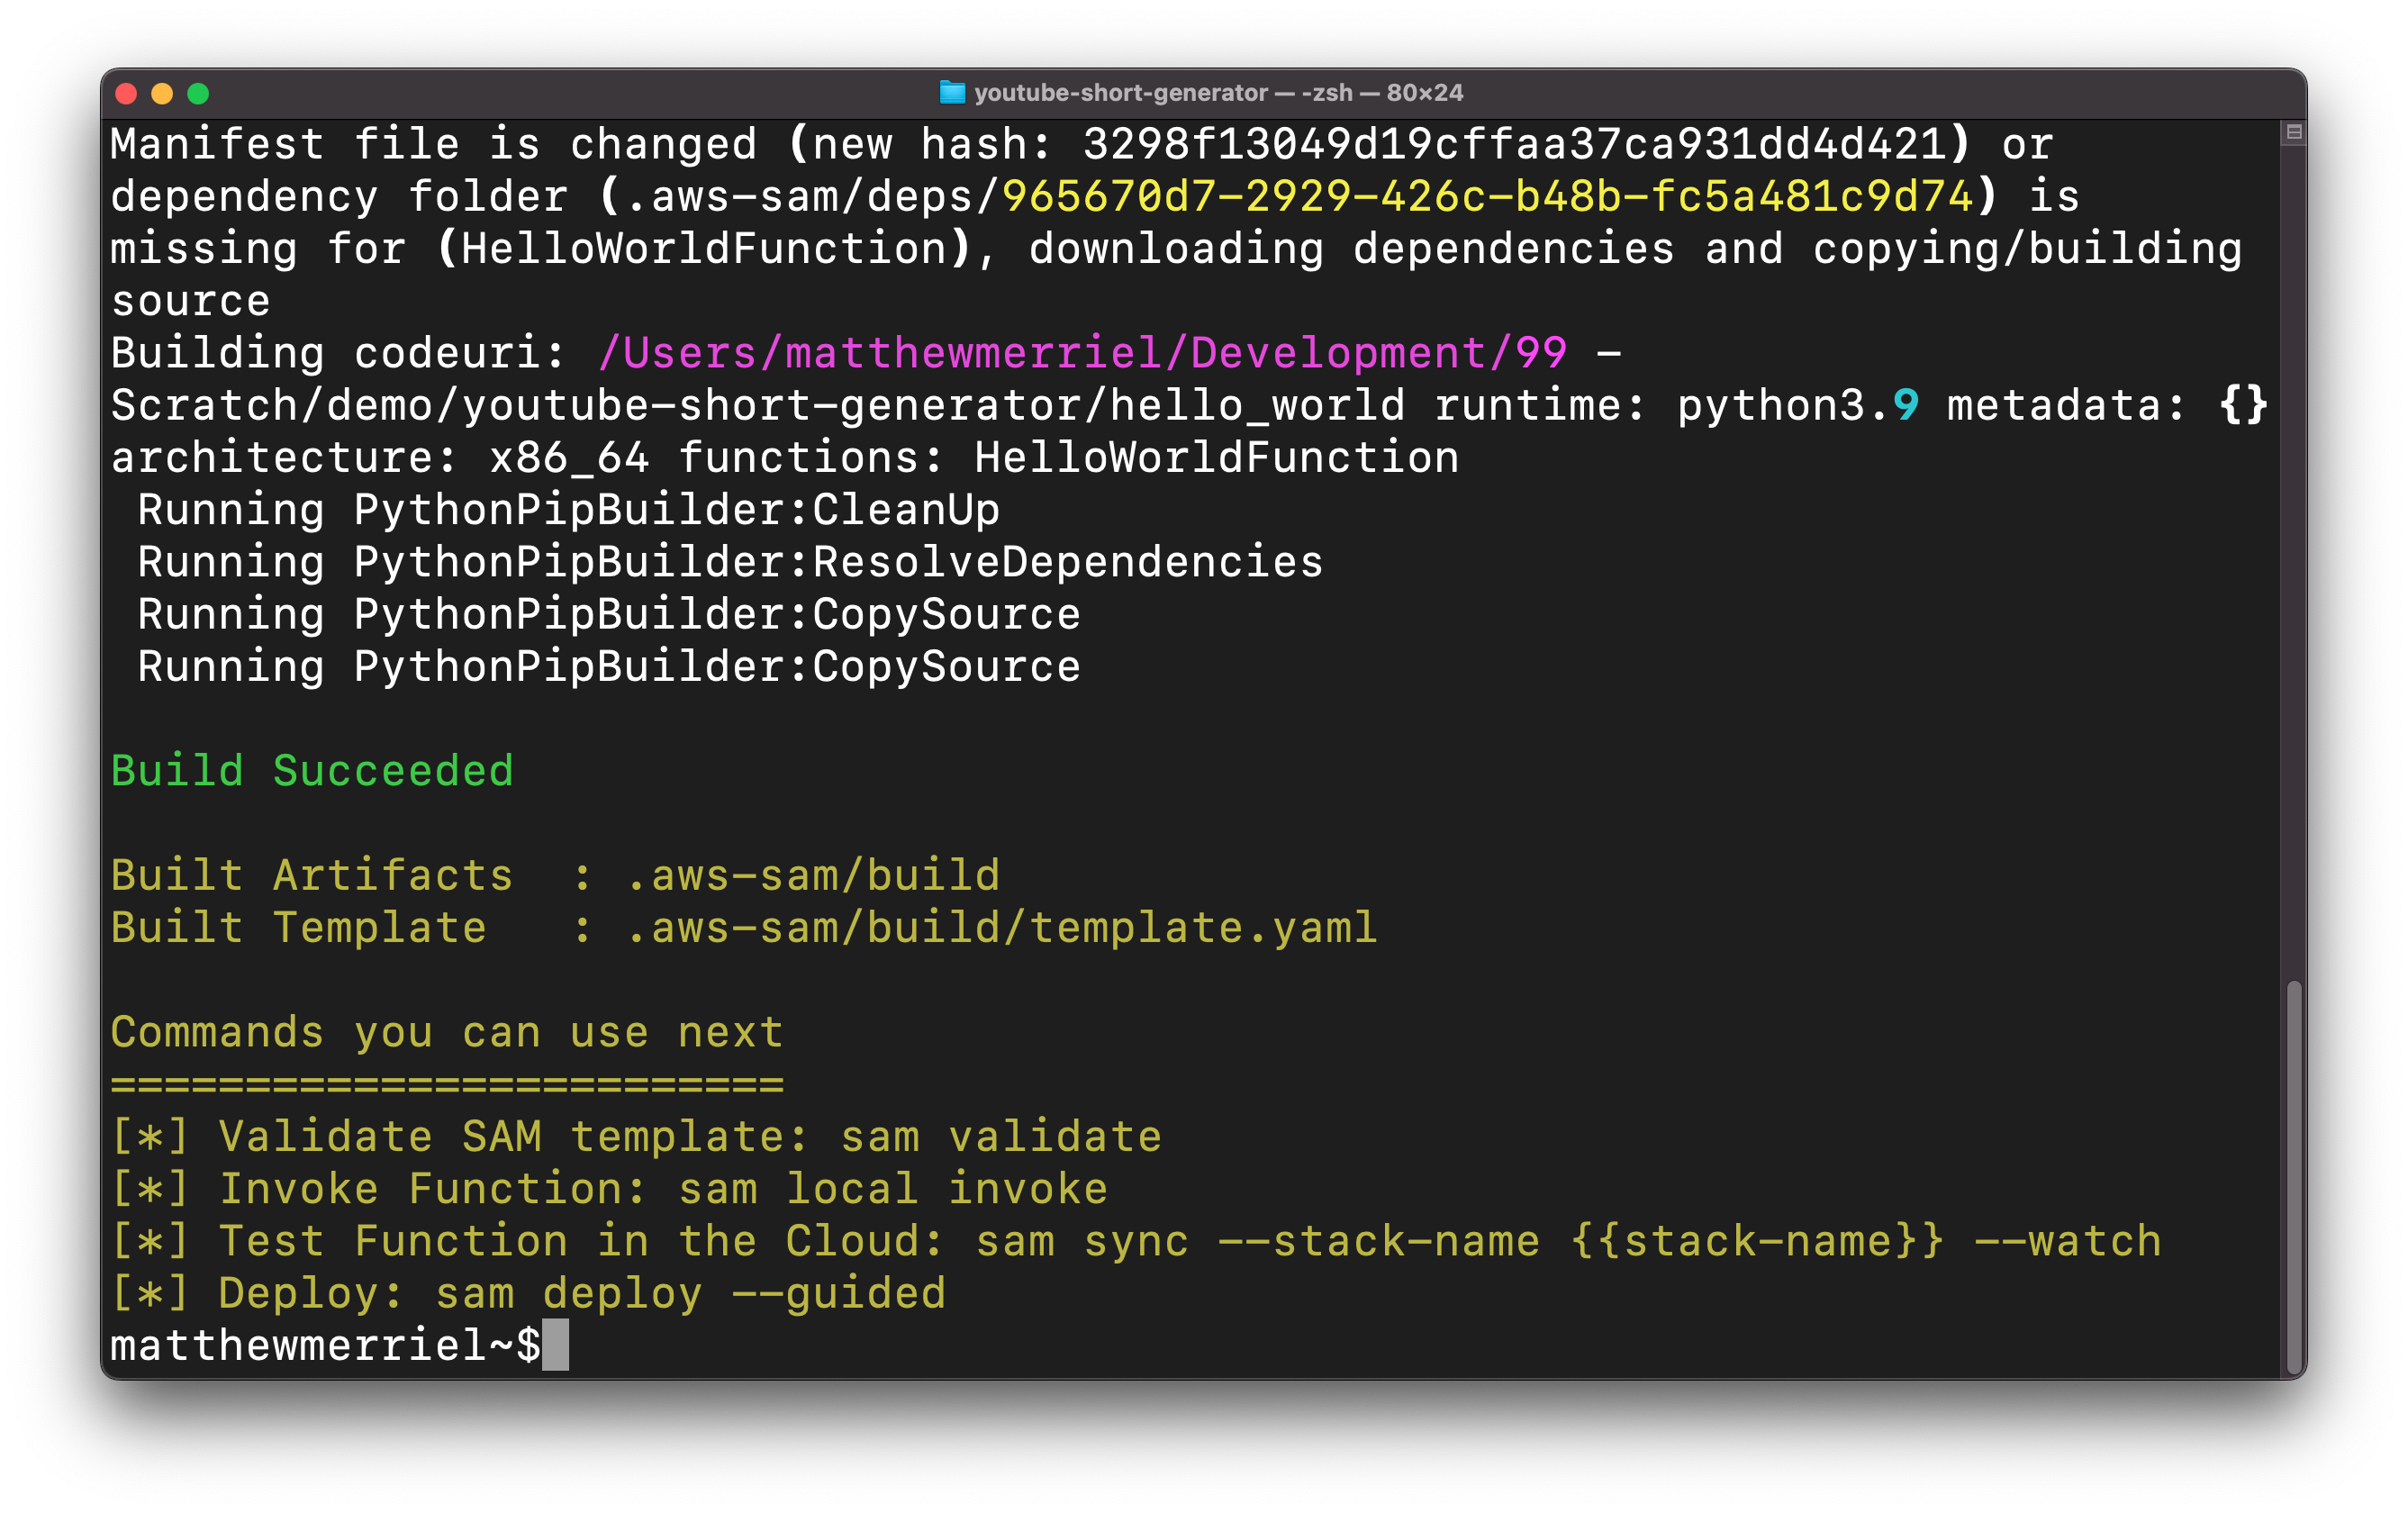 youtube-short-generator — -zsh — 80×24
Manifest file is changed (new hash: 3298f13049d19cffaa37ca931dd4d421) or
dependency folder (.aws-sam/deps/965670d7-2929-426c-b48b-fc5a481c9d74) is
missing for (HelloWorldFunction), downloading dependencies and copying/building
source
Building codeuri: /Users/matthewmerriel/Development/99 -
Scratch/demo/youtube-short-generator/hello_world runtime: python3.9 metadata: {}
architecture: x86_64 functions: HelloWorldFunction
 Running PythonPipBuilder:CleanUp
 Running PythonPipBuilder:ResolveDependencies
 Running PythonPipBuilder:CopySource
 Running PythonPipBuilder:CopySource
Build Succeeded
Built Artifacts  : .aws-sam/build
Built Template   : .aws-sam/build/template.yaml
Commands you can use next
=========================
[*] Validate SAM template: sam validate
[*] Invoke Function: sam local invoke
[*] Test Function in the Cloud: sam sync --stack-name {{stack-name}} --watch
[*] Deploy: sam deploy --guided
matthewmerriel~$